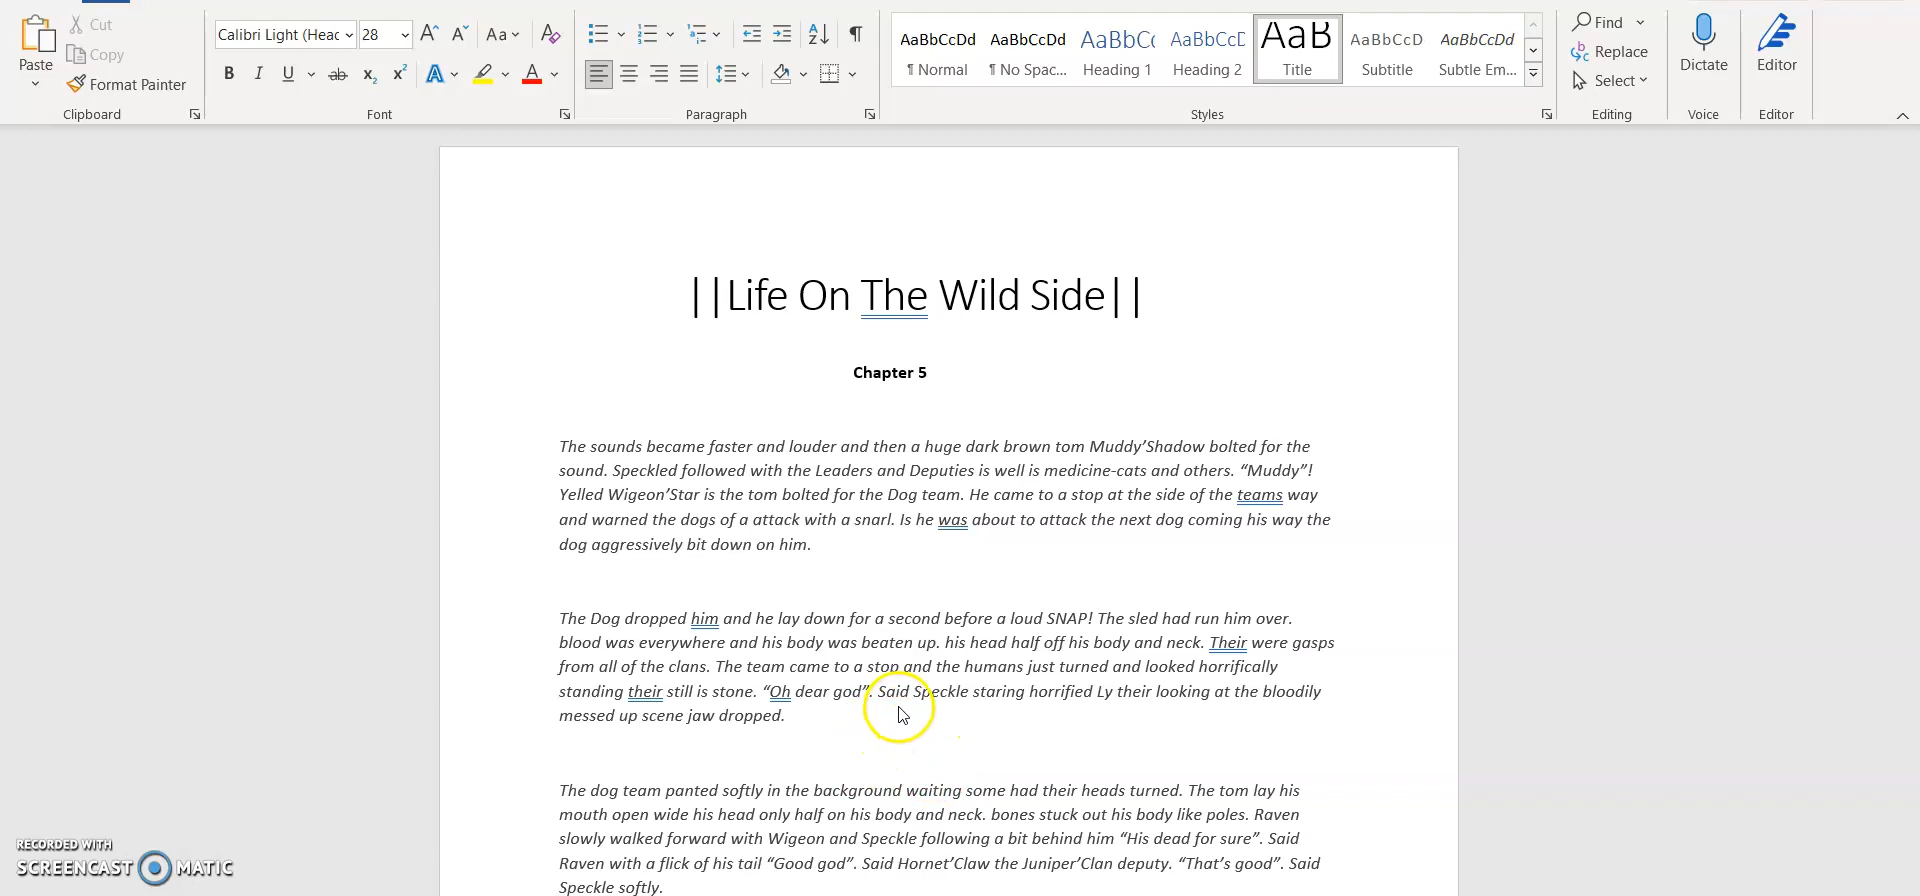 Paste
Cut
Copy
Format Painter
Clipboard
Calibri Light (Heac
28
Aa
B I U ab x₂ x² A A
Font
Paragraph
AaBbCcDd AaBbCcDd AaBbCc AaBbCcD AaB AaBbCcD AaBbCcDd
¶ Normal ¶ No Spac... Heading 1 Heading 2 Title Subtitle Subtle Em...
Styles
Find
Replace
Select
Editing
Dictate
Voice
Editor
Editor
||Life On The Wild Side||
Chapter 5
The sounds became faster and louder and then a huge dark brown tom Muddy’Shadow bolted for the
sound. Speckled followed with the Leaders and Deputies is well is medicine-cats and others. “Muddy”!
Yelled Wigeon’Star is the tom bolted for the Dog team. He came to a stop at the side of the teams way
and warned the dogs of a attack with a snarl. Is he was about to attack the next dog coming his way the
dog aggressively bit down on him.
The Dog dropped him and he lay down for a second before a loud SNAP! The sled had run him over.
blood was everywhere and his body was beaten up. his head half off his body and neck. Their were gasps
from all of the clans. The team came to a stop and the humans just turned and looked horrifically
standing their still is stone. “Oh dear god”. Said Speckle staring horrified Ly their looking at the bloodily
messed up scene jaw dropped.
The dog team panted softly in the background waiting some had their heads turned. The tom lay his
mouth open wide his head only half on his body and neck. bones stuck out his body like poles. Raven
slowly walked forward with Wigeon and Speckle following a bit behind him “His dead for sure”. Said
Raven with a flick of his tail “Good god”. Said Hornet’Claw the Juniper’Clan deputy. “That’s good”. Said
Speckle softly.
RECORDED WITH
SCREENCAST MATIC